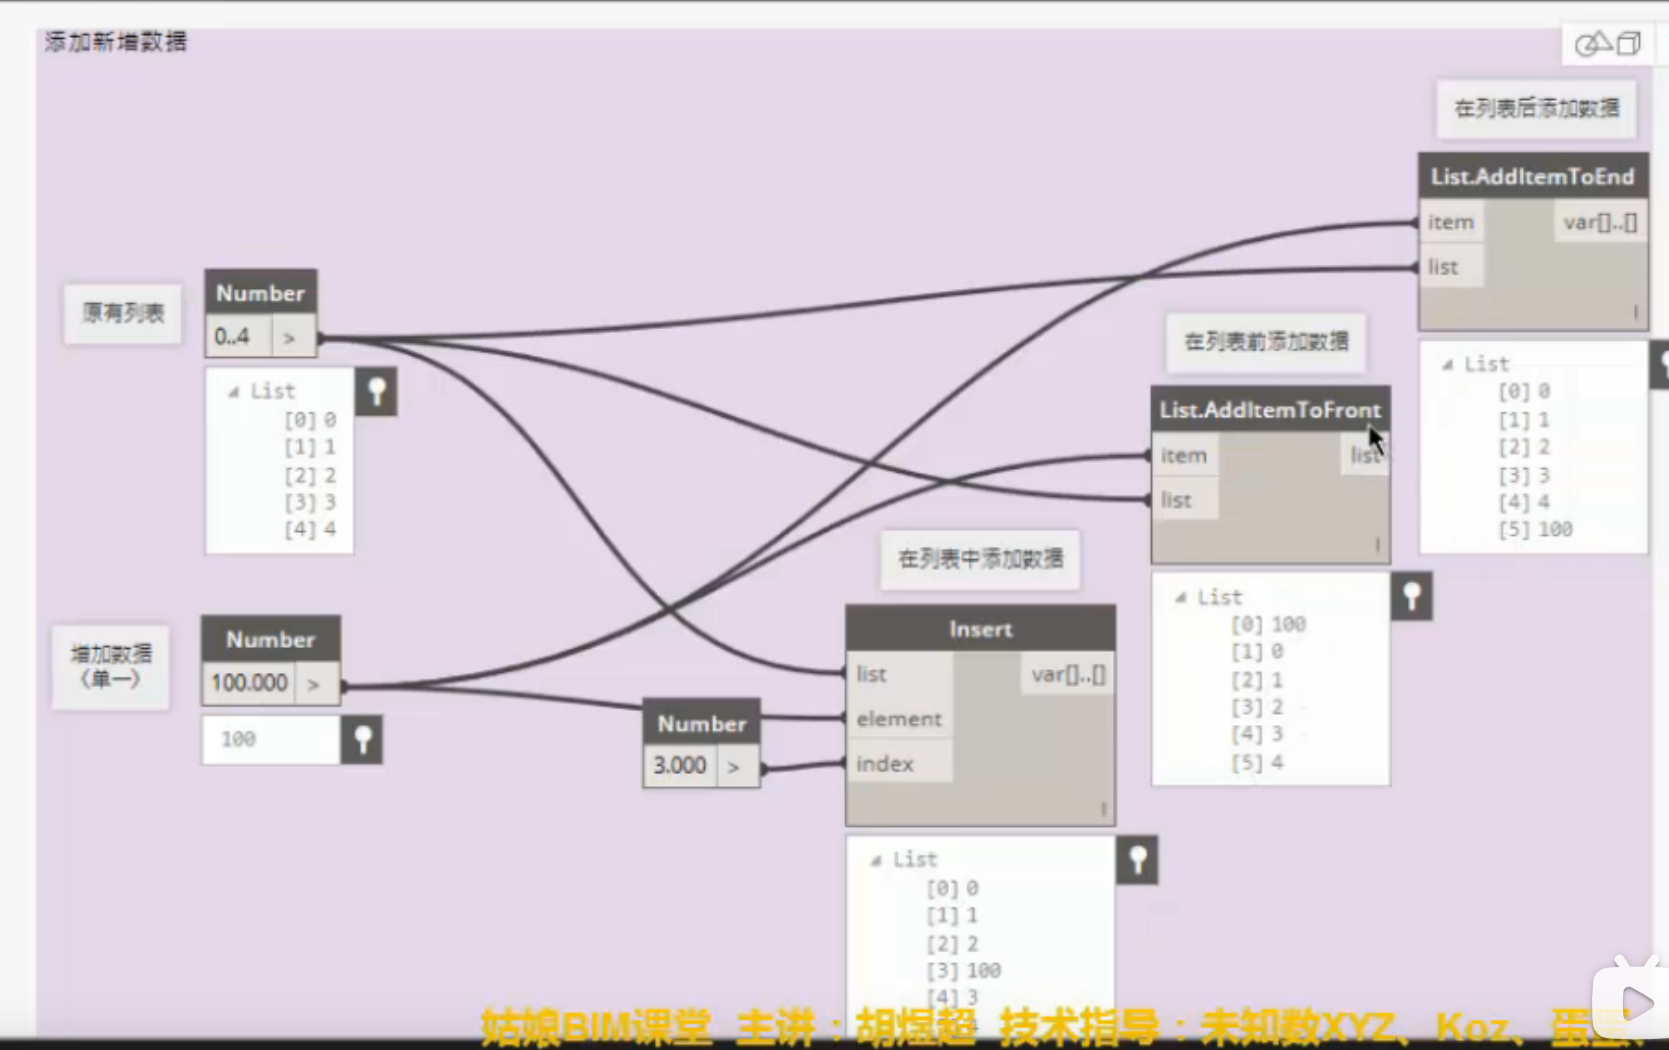 添加新增数据
在列表后添加数据
List.AddItemToEnd
item var[]..[]
list
l
List
[0] 0
[1] 1
[2] 2
[3] 3
[4] 4
[5] 100
原有列表
Number
0..4 >
List
[0] 0
[1] 1
[2] 2
[3] 3
[4] 4
在列表前添加数据
List.AddItemToFront
item list
list
l
List
[0] 100
[1] 0
[2] 1
[3] 2
[4] 3
[5] 4
增加数据
（单一）
Number
100.000 >
100
Number
3.000 >
在列表中添加数据
Insert
list var[]..[]
element
index
l
List
[0] 0
[1] 1
[2] 2
[3] 100
[4] 3
姑娘BIM课堂 主讲：胡煜超 技术指导：未知数XYZ、Koz、蛋